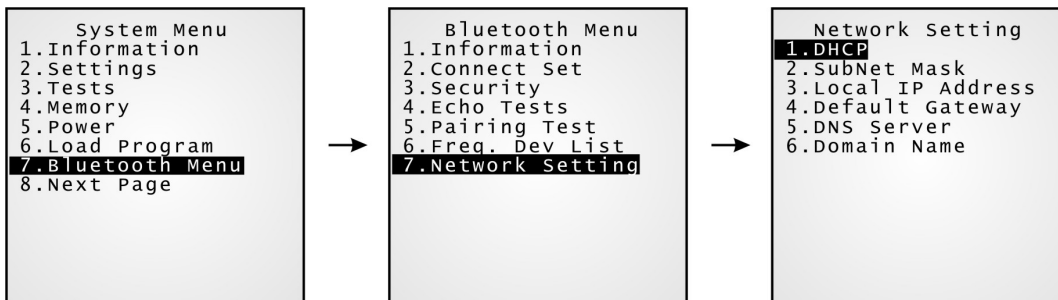 System Menu
1.Information
2.Settings
3.Tests
4.Memory
5.Power
6.Load Program
7.Bluetooth Menu
8.Next Page
Bluetooth Menu
1.Information
2.Connect Set
3.Security
4.Echo Tests
5.Pairing Test
6.Freq. Dev List
7.Network Setting
Network Setting
1.DHCP
2.SubNet Mask
3.Local IP Address
4.Default Gateway
5.DNS Server
6.Domain Name